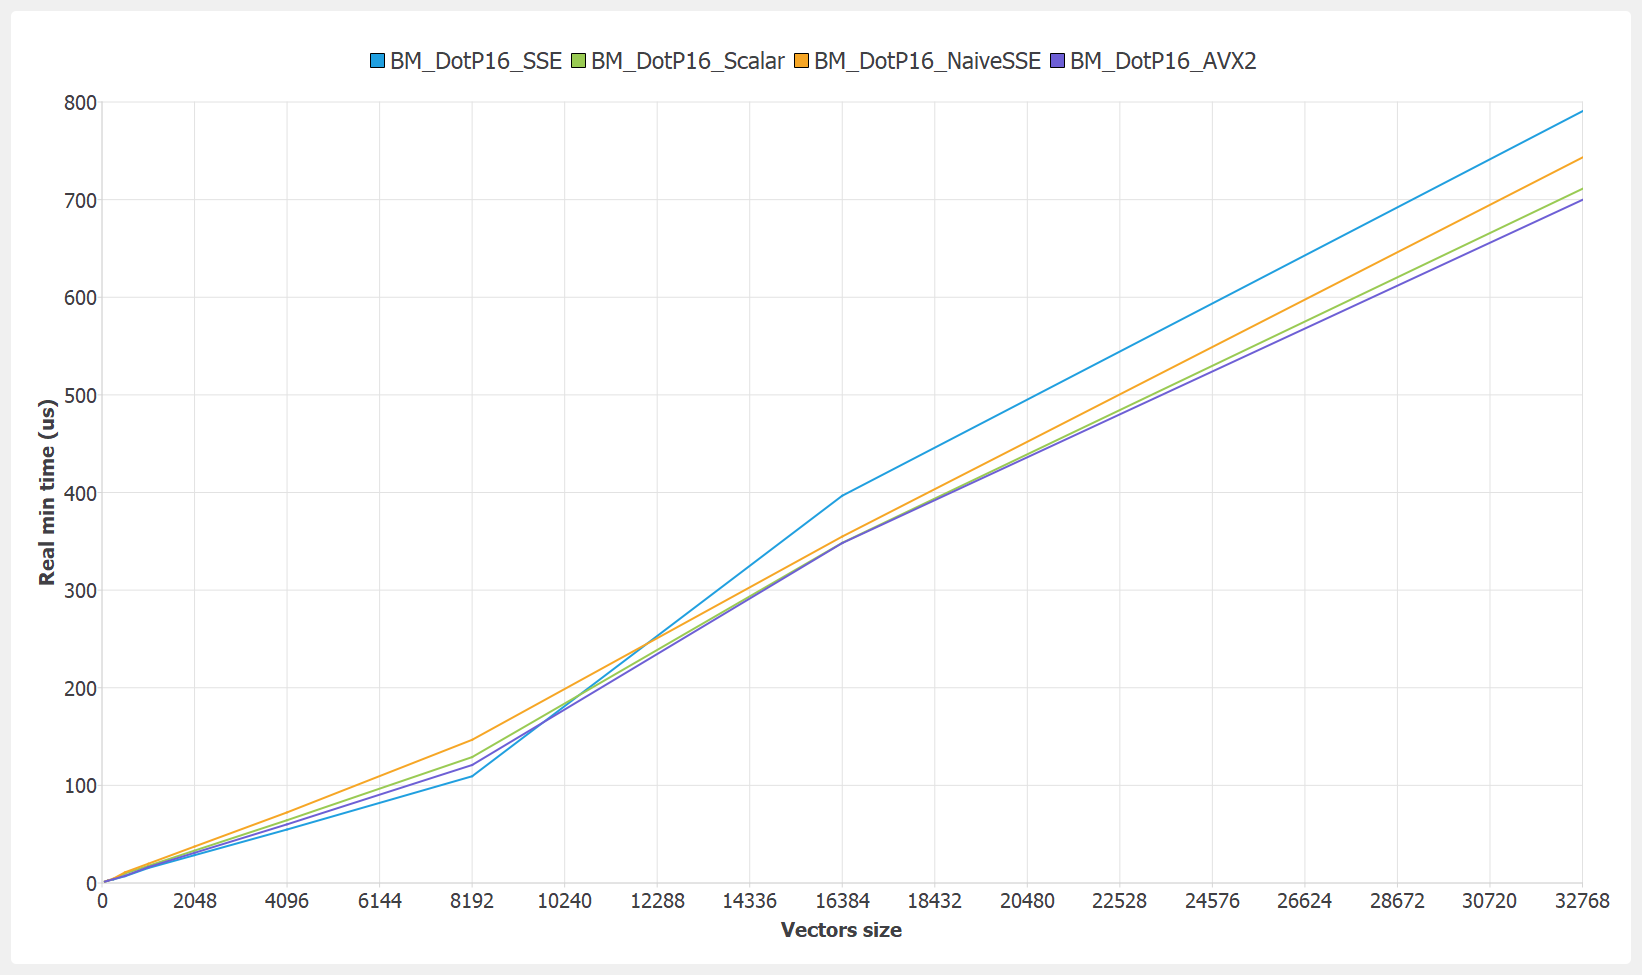 BM_DotP16_SSE BM_DotP16_Scalar BM_DotP16_NaiveSSE BM_DotP16_AVX2
800
700
600
500
400
300
200
100
0
Real min time (us)
0 2048 4096 6144 8192 10240 12288 14336 16384 18432 20480 22528 24576 26624 28672 30720 32768
Vectors size